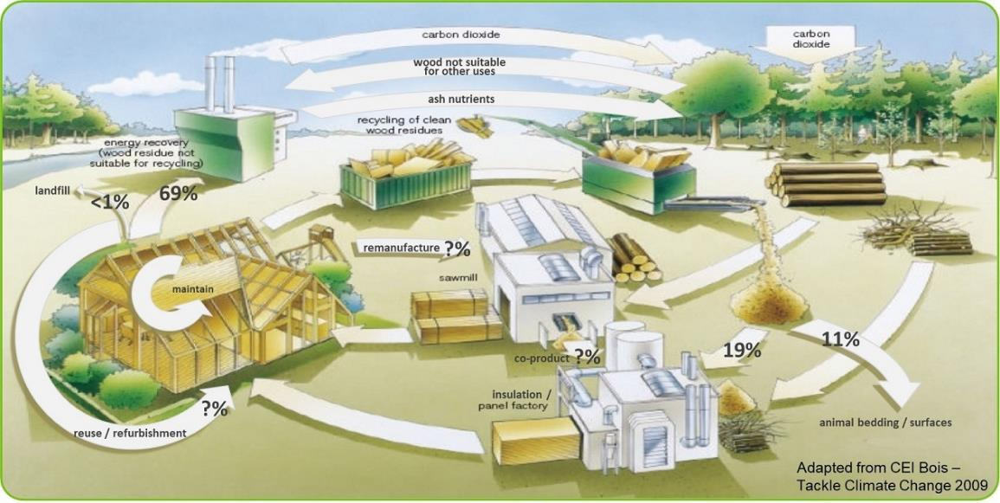 carbon dioxide
carbon
dioxide
wood not suitable
for other uses
ash nutrients
recycling of clean
wood residues
energy recovery
(wood residue not
suitable for recycling)
landfill
<1%
69%
remanufacture ?%
sawmill
maintain
co-product ?%
19%
11%
insulation /
panel factory
?%
reuse / refurbishment
animal bedding / surfaces
Adapted from CEI Bois –
Tackle Climate Change 2009